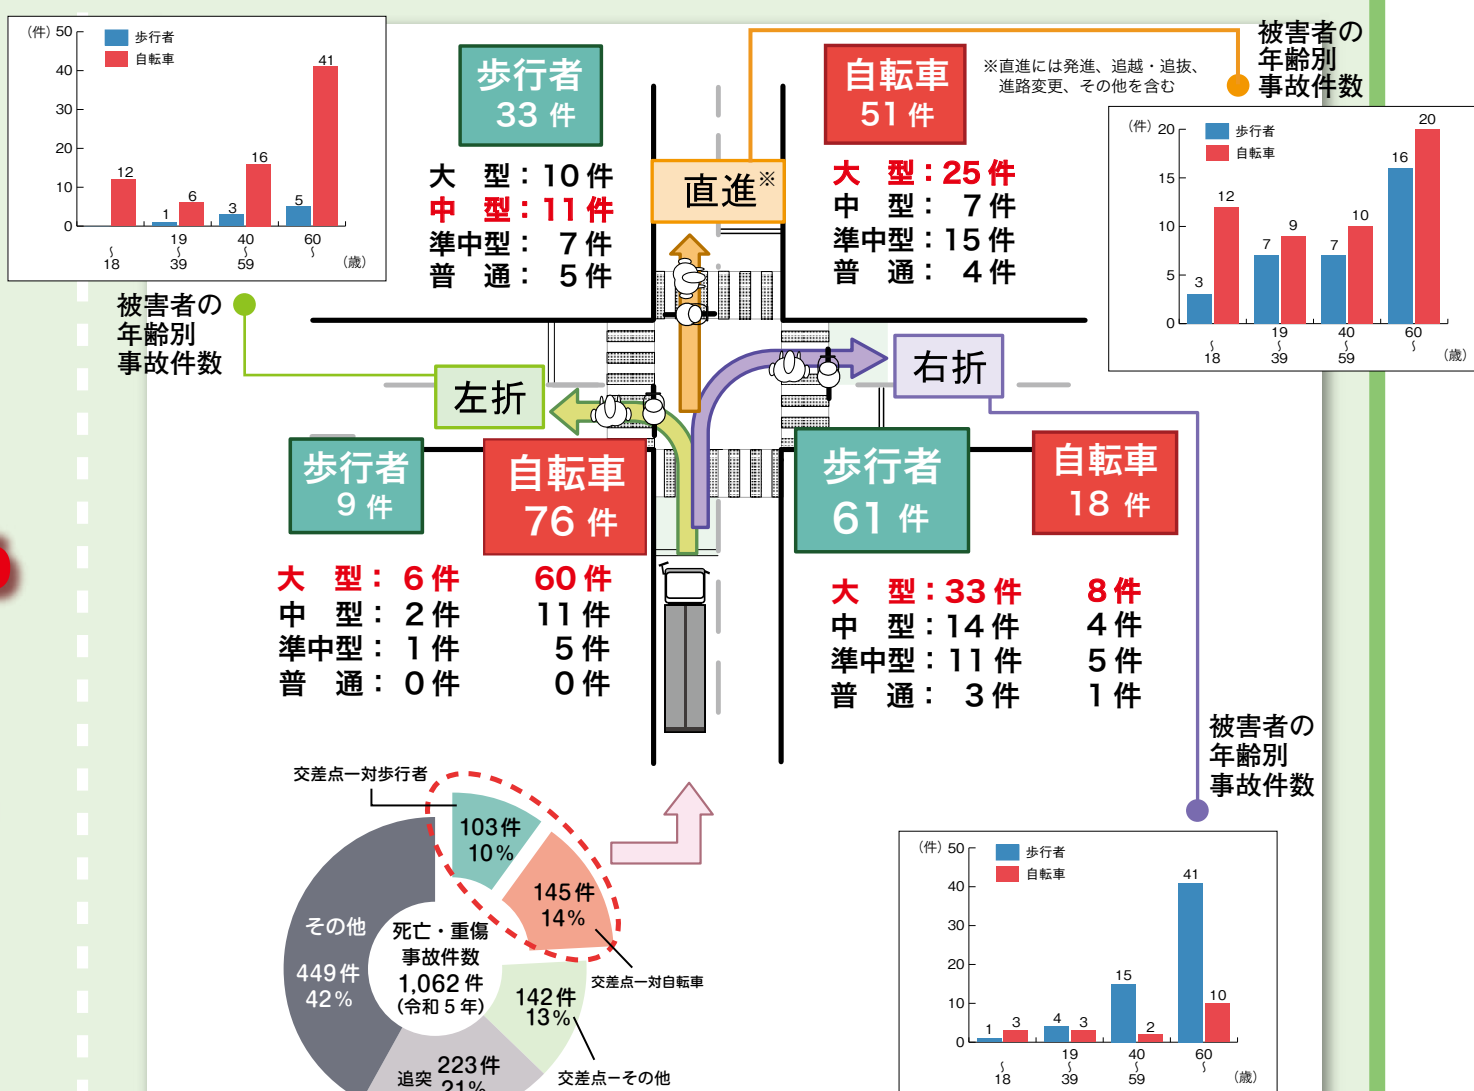 (件)
50
40
30
20
10
0
歩行者
自転車
12
1
6
3
16
5
41
〜18
19〜39
40〜59
60〜
(歳)
被害者の
年齢別
事故件数
歩行者
33 件
大型：10 件
中型：11 件
準中型：7 件
普通：5 件
直進※
自転車
51 件
※直進には発進、追越・追抜、
進路変更、その他を含む
大型：25 件
中型：7 件
準中型：15 件
普通：4 件
被害者の
年齢別
事故件数
(件)
20
15
10
5
0
歩行者
自転車
3
12
7
9
7
10
16
20
〜18
19〜39
40〜59
60〜
(歳)
左折
歩行者
9 件
自転車
76 件
大型：6 件 60 件
中型：2 件 11 件
準中型：1 件 5 件
普通：0 件 0 件
右折
歩行者
61 件
自転車
18 件
大型：33 件 8 件
中型：14 件 4 件
準中型：11 件 5 件
普通：3 件 1 件
被害者の
年齢別
事故件数
(件)
50
40
30
20
10
0
歩行者
自転車
1
3
4
3
15
2
41
10
〜18
19〜39
40〜59
60〜
(歳)
交差点ー対歩行者
103件
10%
145件
14%
交差点ー対自転車
142件
13%
交差点ーその他
追突 223件
21%
その他
449件
42%
死亡・重傷
事故件数
1,062 件
(令和 5 年)